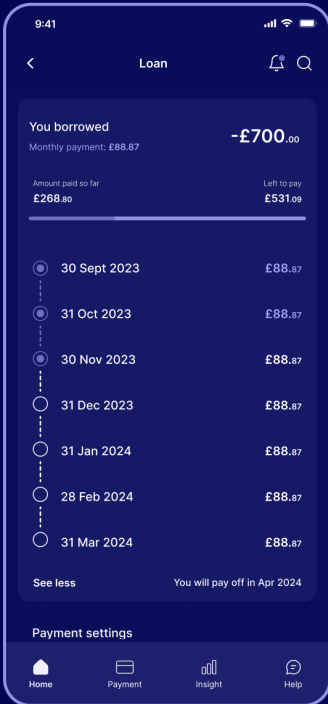 9:41
Loan
You borrowed
Monthly payment: £88.87
-£700.00
Amount paid so far
£268.80
Left to pay
£531.09
30 Sept 2023 £88.87
31 Oct 2023 £88.87
30 Nov 2023 £88.87
31 Dec 2023 £88.87
31 Jan 2024 £88.87
28 Feb 2024 £88.87
31 Mar 2024 £88.87
See less You will pay off in Apr 2024
Payment settings
Home Payment Insight Help